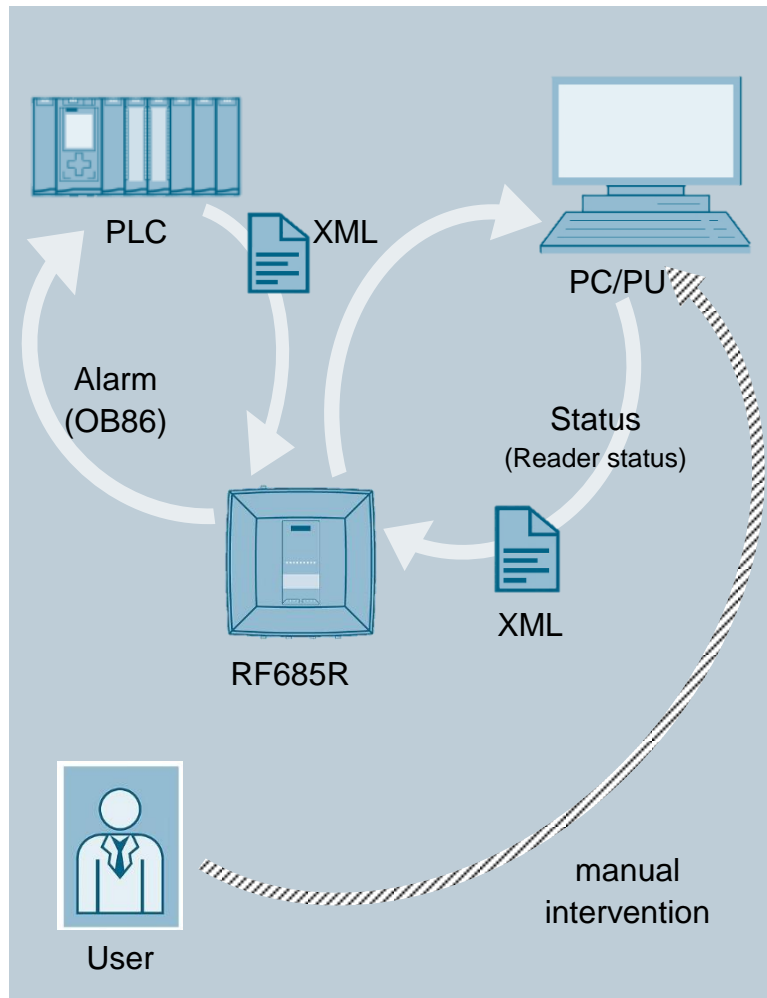 PLC
XML
PC/PU
Alarm
(OB86)
Status
(Reader status)
XML
RF685R
manual
intervention
User